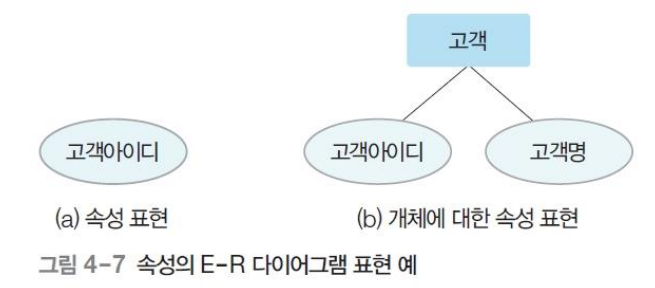 고객
고객아이디
고객아이디
고객명
(a) 속성 표현
(b) 개체에 대한 속성 표현
그림 4-7 속성의 E-R 다이어그램 표현 예